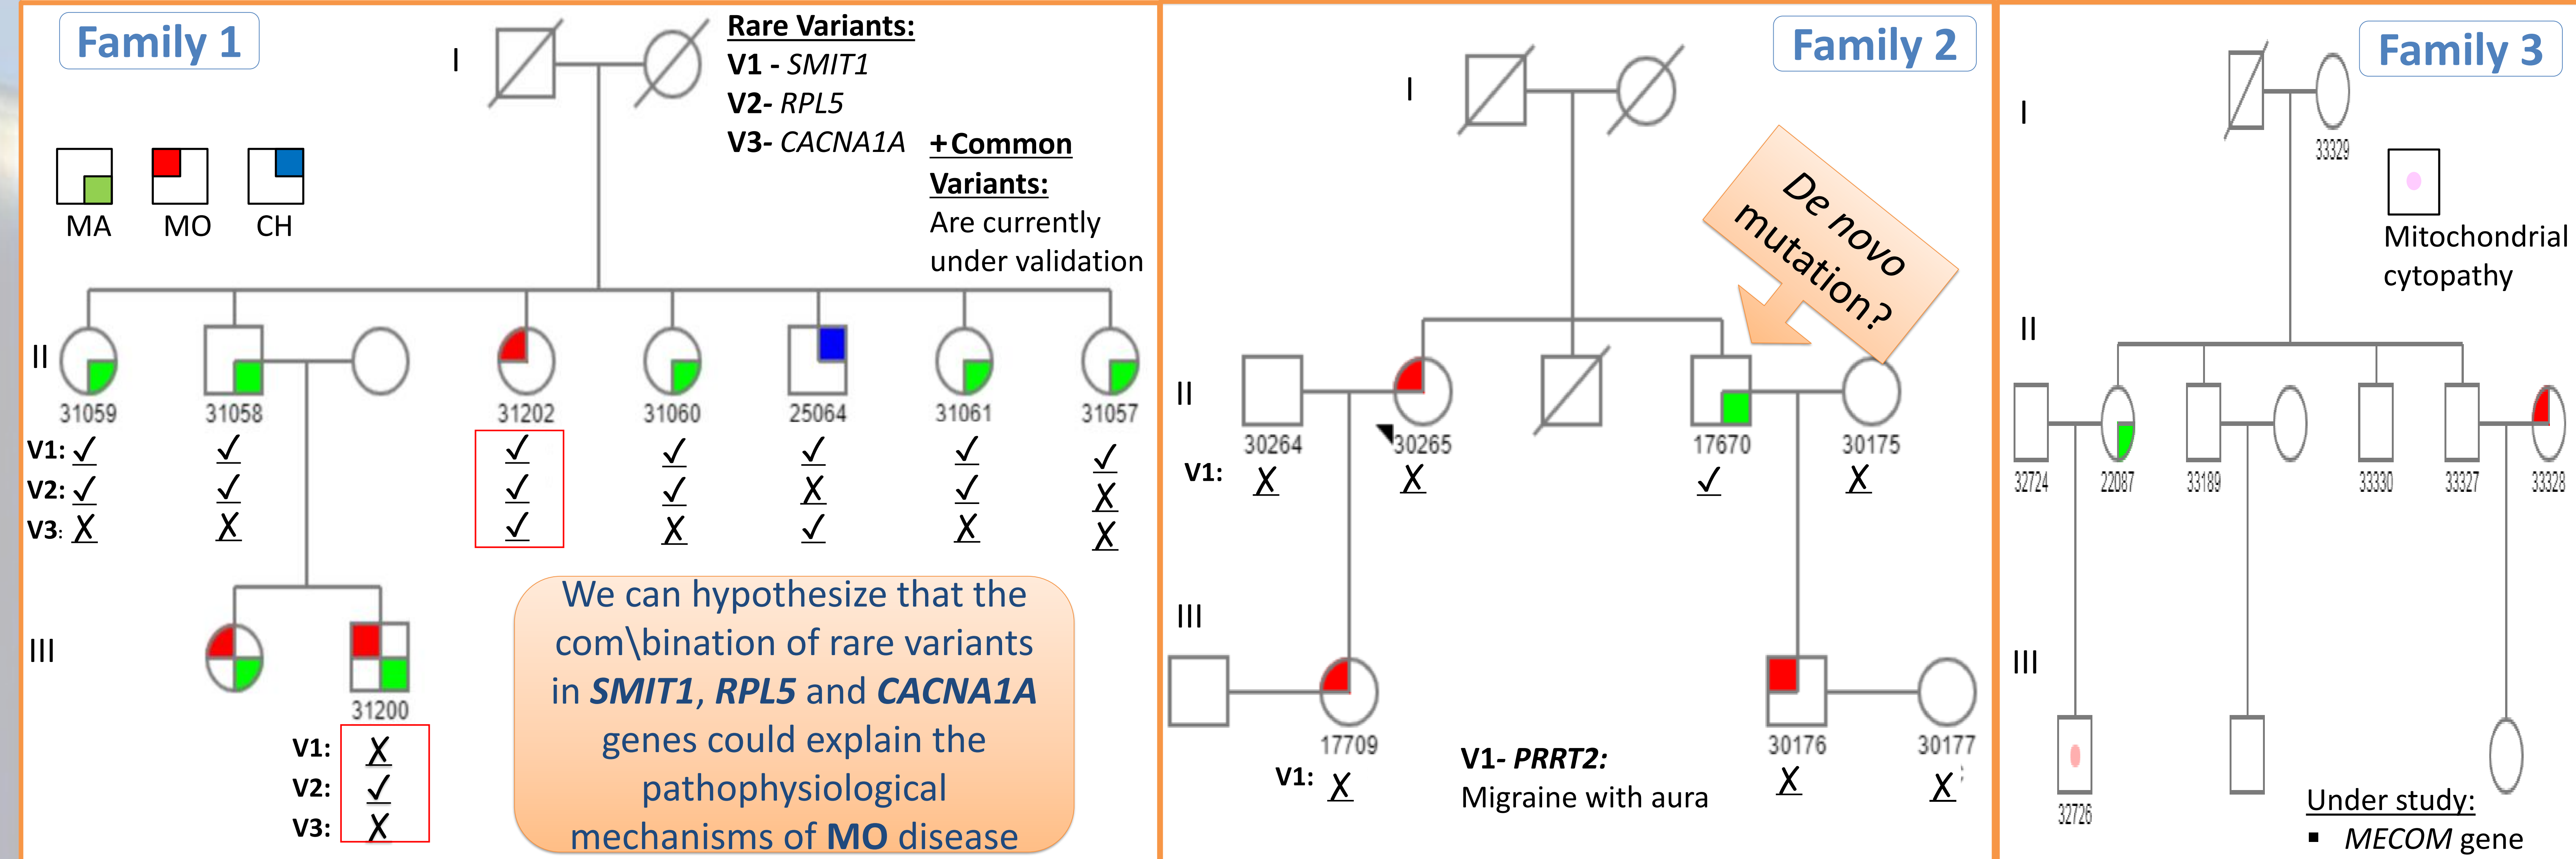 Family 1
I
Rare Variants:
V1 - SMIT1
V2- RPL5
V3- CACNA1A
+Common
Variants:
Are currently
under validation
MA MO CH
II
31059 31058 31202 31060 25064 31061 31057
V1: ✓ ✓ ✓ ✓ ✓ ✓ ✓
V2: ✓ ✓ ✓ ✓ X ✓ X
V3: X X ✓ X ✓ X X
III
31200
V1: X
V2: ✓
V3: X
We can hypothesize that the
com\bination of rare variants
in SMIT1, RPL5 and CACNA1A
genes could explain the
pathophysiological
mechanisms of MO disease
Family 2
I
De novo
mutation?
II
30264 30265 17670 30175
V1: X X ✓ X
III
17709 30176 30177
V1: X X X
V1- PRRT2:
Migraine with aura
Family 3
I
33329
Mitochondrial
cytopathy
II
32724 22087 33189 33330 33327 33328
III
32726
Under study:
▪ MECOM gene